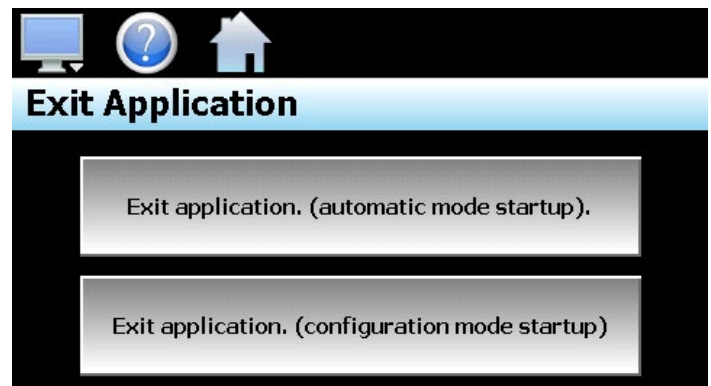 ?
Exit Application
Exit application. (automatic mode startup).
Exit application. (configuration mode startup)